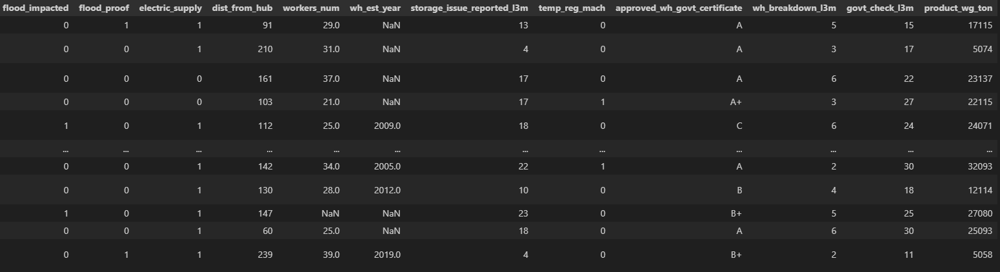 flood_impacted flood_proof electric_supply dist_from_hub workers_num wh_est_year storage_issue_reported_l3m temp_reg_mach approved_wh_govt_certificate wh_breakdown_l3m govt_check_l3m product_wg_ton
0 1 1 91 29.0 NaN 13 0 A 5 15 17115
0 0 1 210 31.0 NaN 4 0 A 3 17 5074
0 0 0 161 37.0 NaN 17 0 A 6 22 23137
0 0 0 103 21.0 NaN 17 1 A+ 3 27 22115
1 0 1 112 25.0 2009.0 18 0 C 6 24 24071
... ... ... ... ... ... ... ... ... ... ... ...
0 0 1 142 34.0 2005.0 22 1 A 2 30 32093
0 0 1 130 28.0 2012.0 10 0 B 4 18 12114
1 0 1 147 NaN NaN 23 0 B+ 5 25 27080
0 0 1 60 25.0 NaN 18 0 A 6 30 25093
0 1 1 239 39.0 2019.0 4 0 B+ 2 11 5058